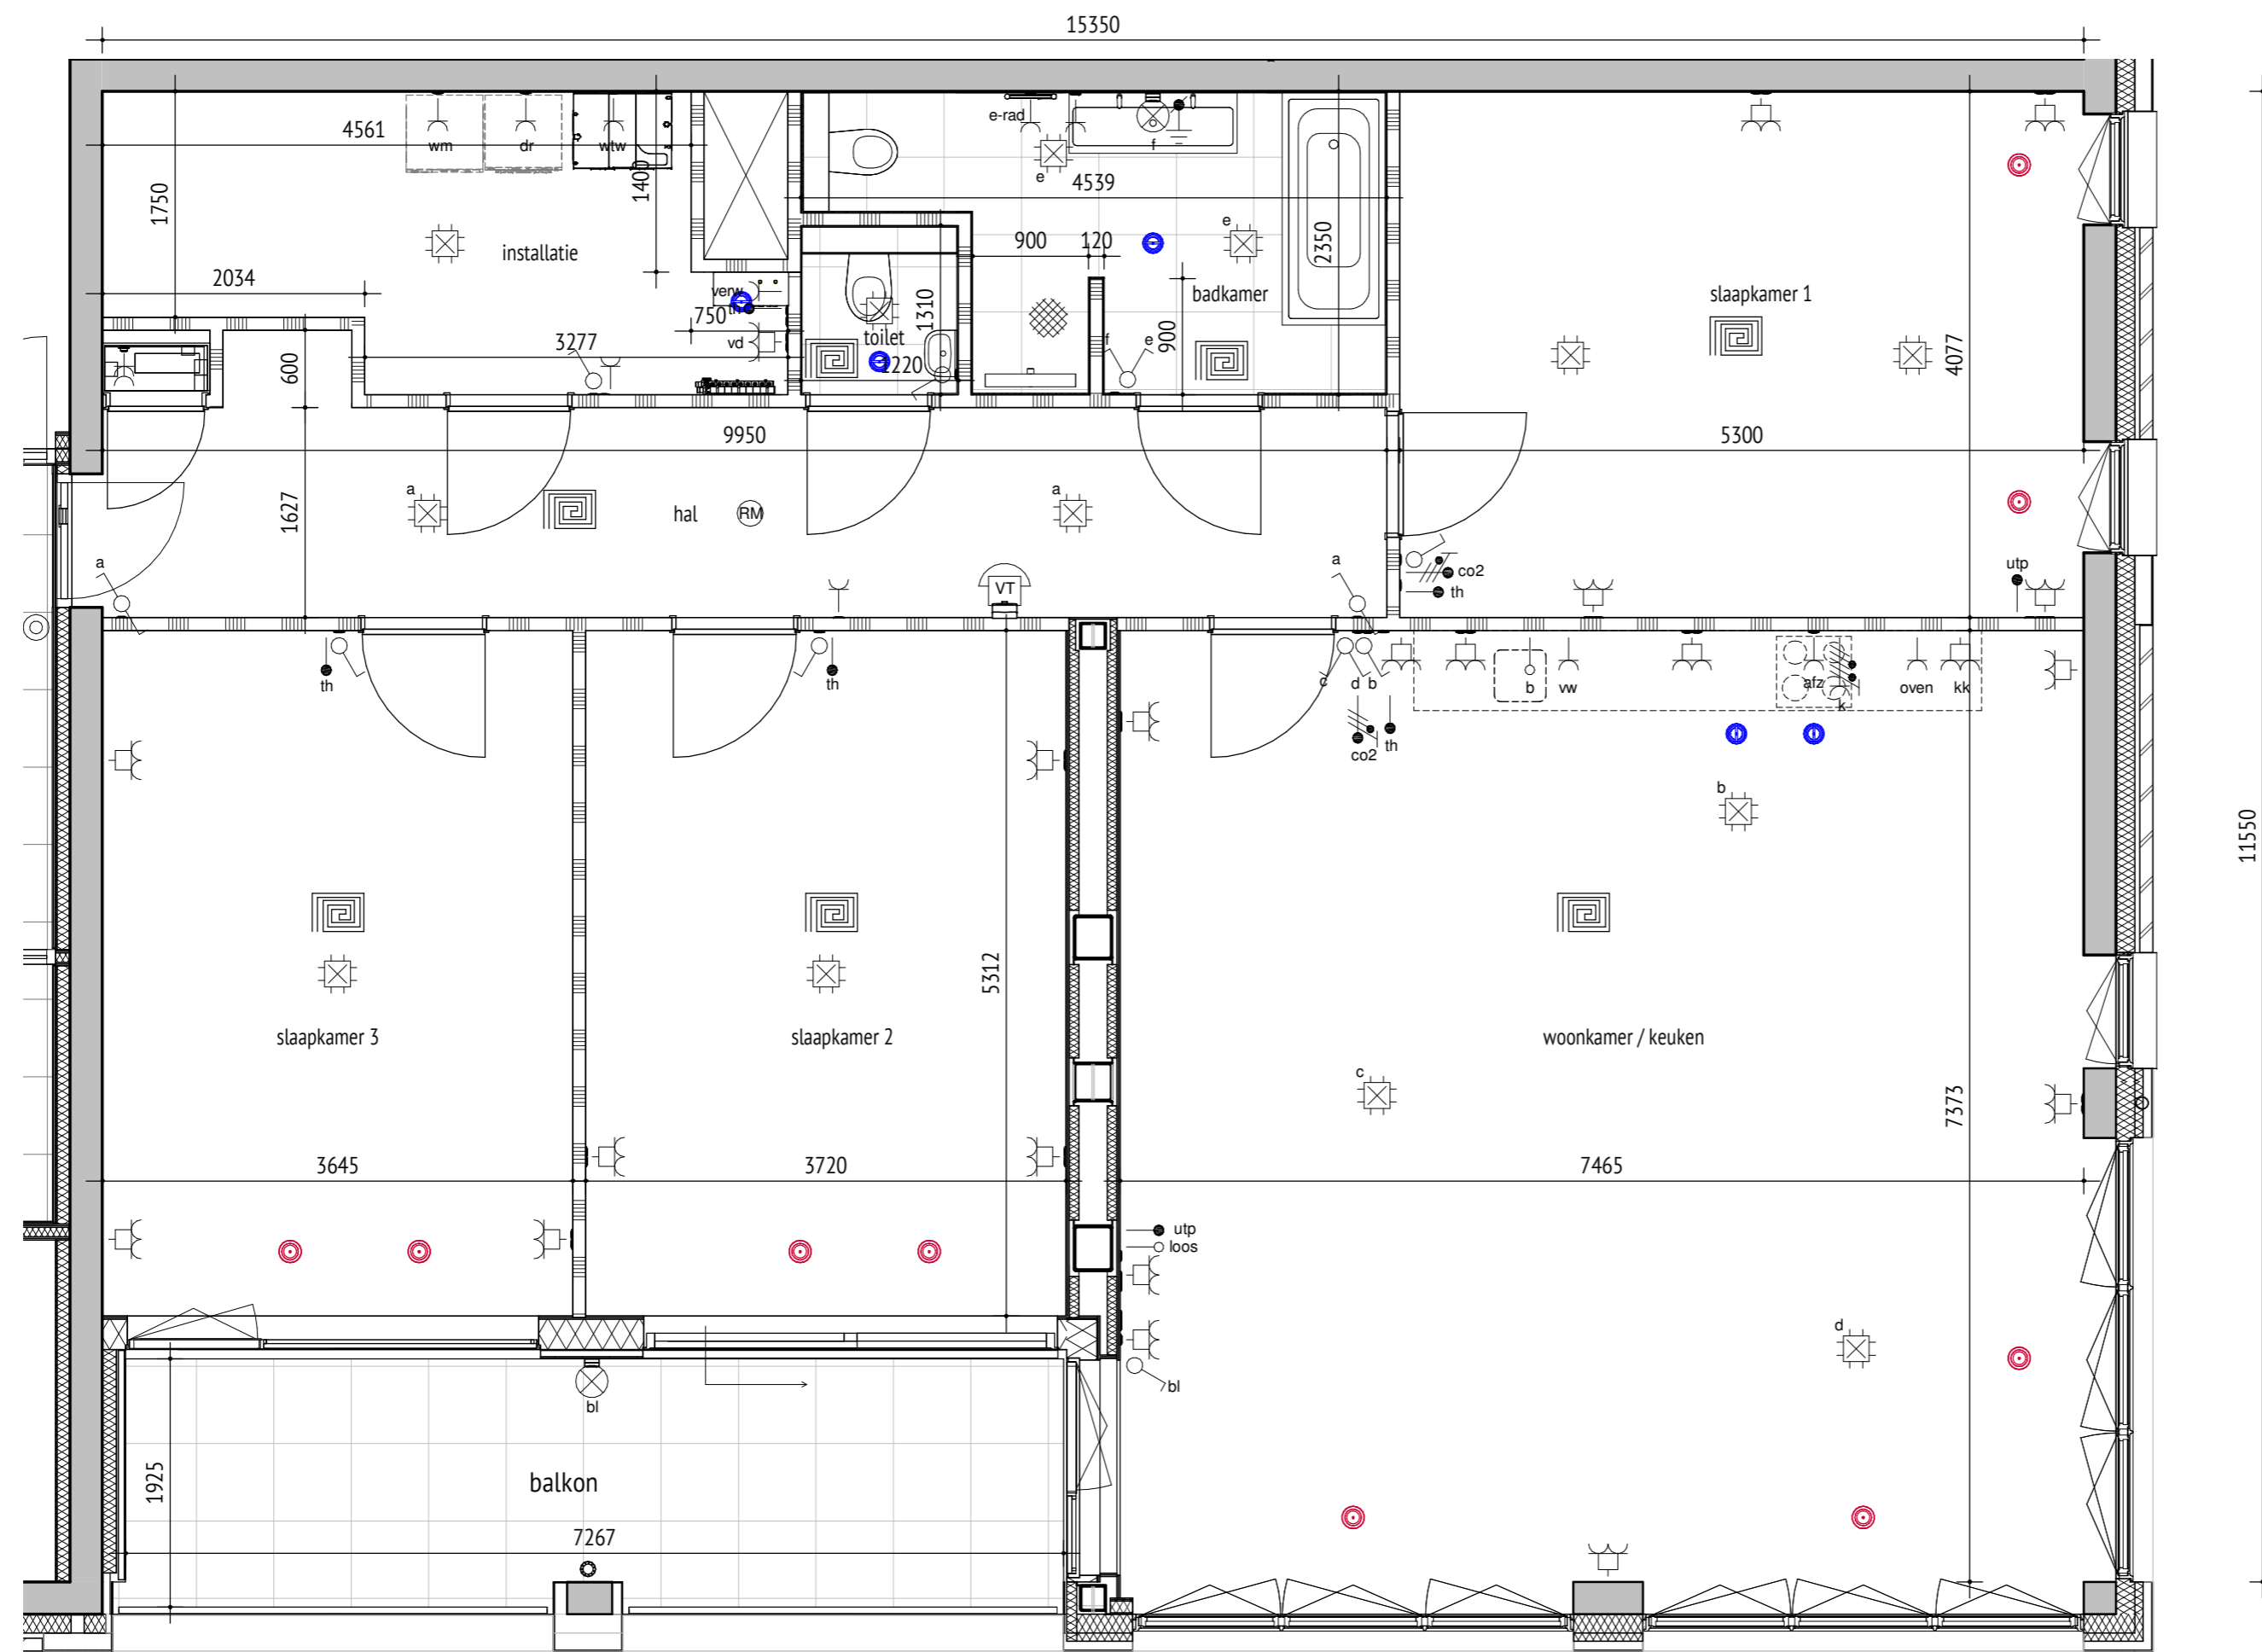 15350
4561
wm
dr
wtw
1400
1750
e-rad
f
e
4539
installatie
2034
900
120
e
2350
badkamer
slaapkamer 1
verw
th
750
vd
1310
toilet
3277
1220
f
e
900
600
4077
9950
5300
1627
a
hal
RM
a
a
VT
a
co2
th
utp
th
th
c
d
b
co2
th
b
vw
afz
k
oven
kk
b
11550
5312
slaapkamer 3
slaapkamer 2
woonkamer / keuken
c
7373
3645
3720
7465
utp
loos
d
bl
bl
1925
balkon
7267